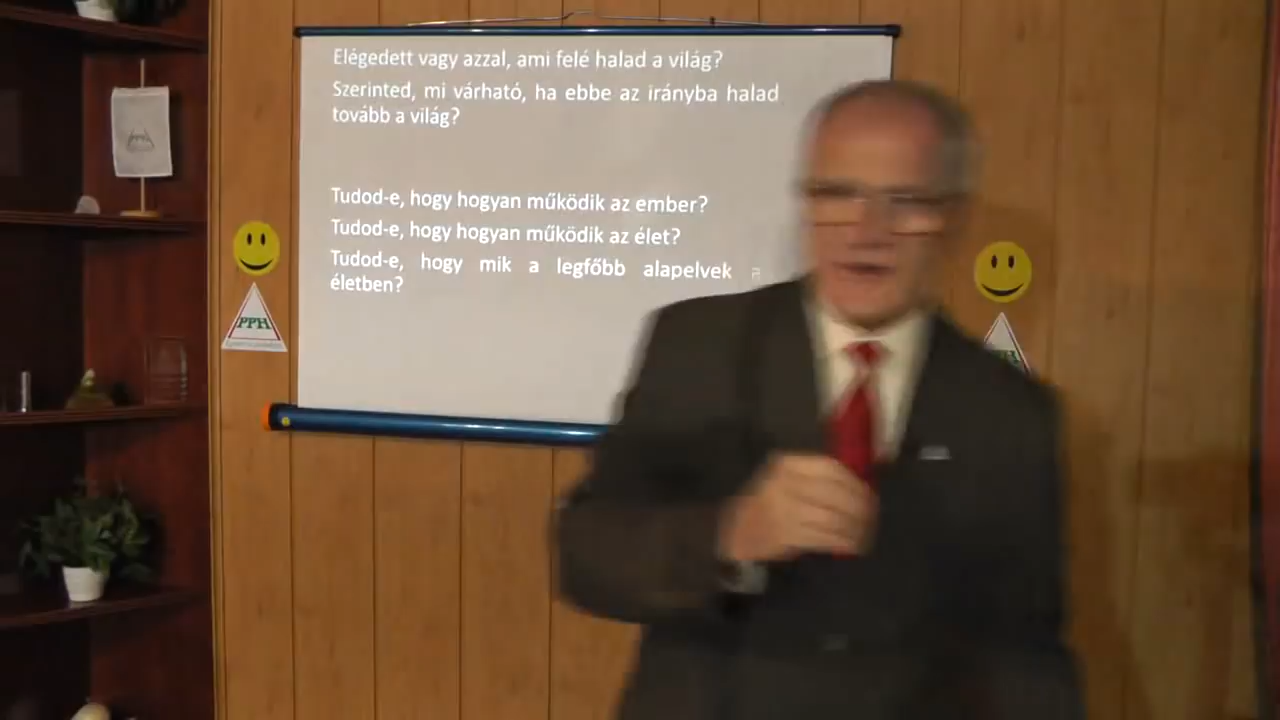 Elégedett vagy azzal, ami felé halad a világ?
Szerinted, mi várható, ha ebbe az irányba halad
tovább a világ?
Tudod-e, hogy hogyan működik az ember?
Tudod-e, hogy hogyan működik az élet?
Tudod-e, hogy mik a legfőbb alapelvek
életben?
PPH